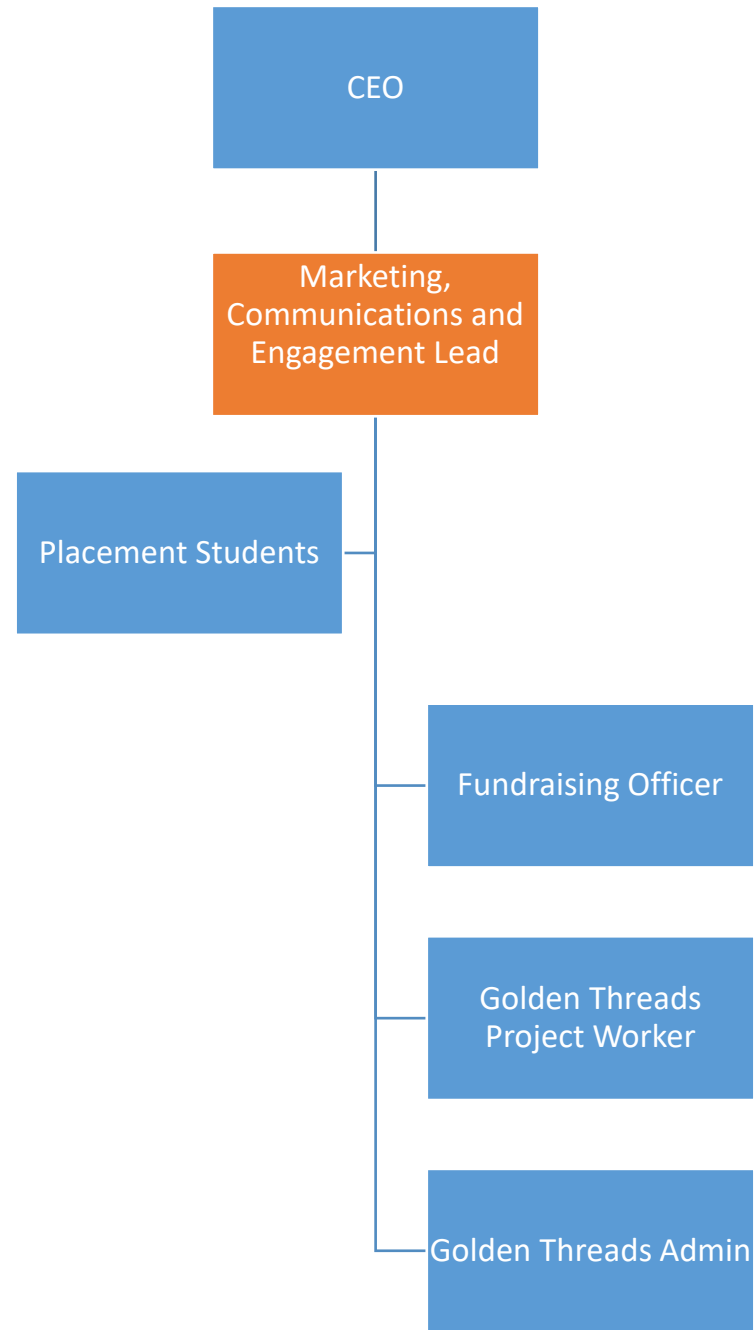 CEO
Marketing,
Communications and
Engagement Lead
Placement Students
Fundraising Officer
Golden Threads
Project Worker
Golden Threads Admin